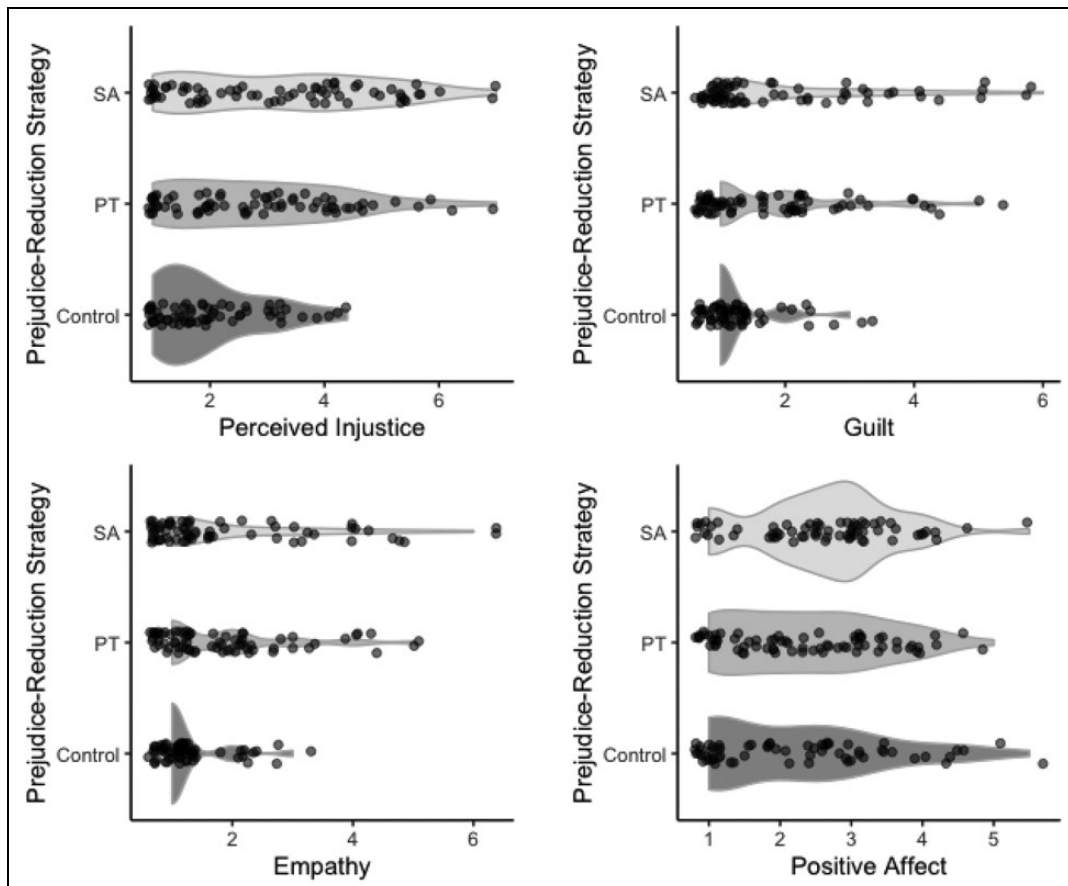 Prejudice-Reduction Strategy
SA
PT
Control
2 4 6
Perceived Injustice
Prejudice-Reduction Strategy
SA
PT
Control
2 4 6
Guilt
Prejudice-Reduction Strategy
SA
PT
Control
2 4 6
Empathy
Prejudice-Reduction Strategy
SA
PT
Control
1 2 3 4 5
Positive Affect